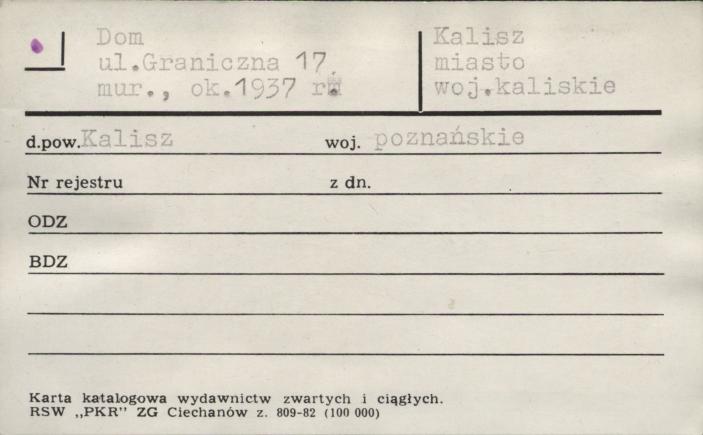 Dom
ul.Graniczna 17
mur., ok.1937 r.
Kalisz
miasto
woj.kaliskie
d.pow.Kalisz woj. poznańskie
Nr rejestru z dn.
ODZ
BDZ
Karta katalogowa wydawnictw zwartych i ciągłych.
RSW „PKR" ZG Ciechanów z. 809-82 (100 000)